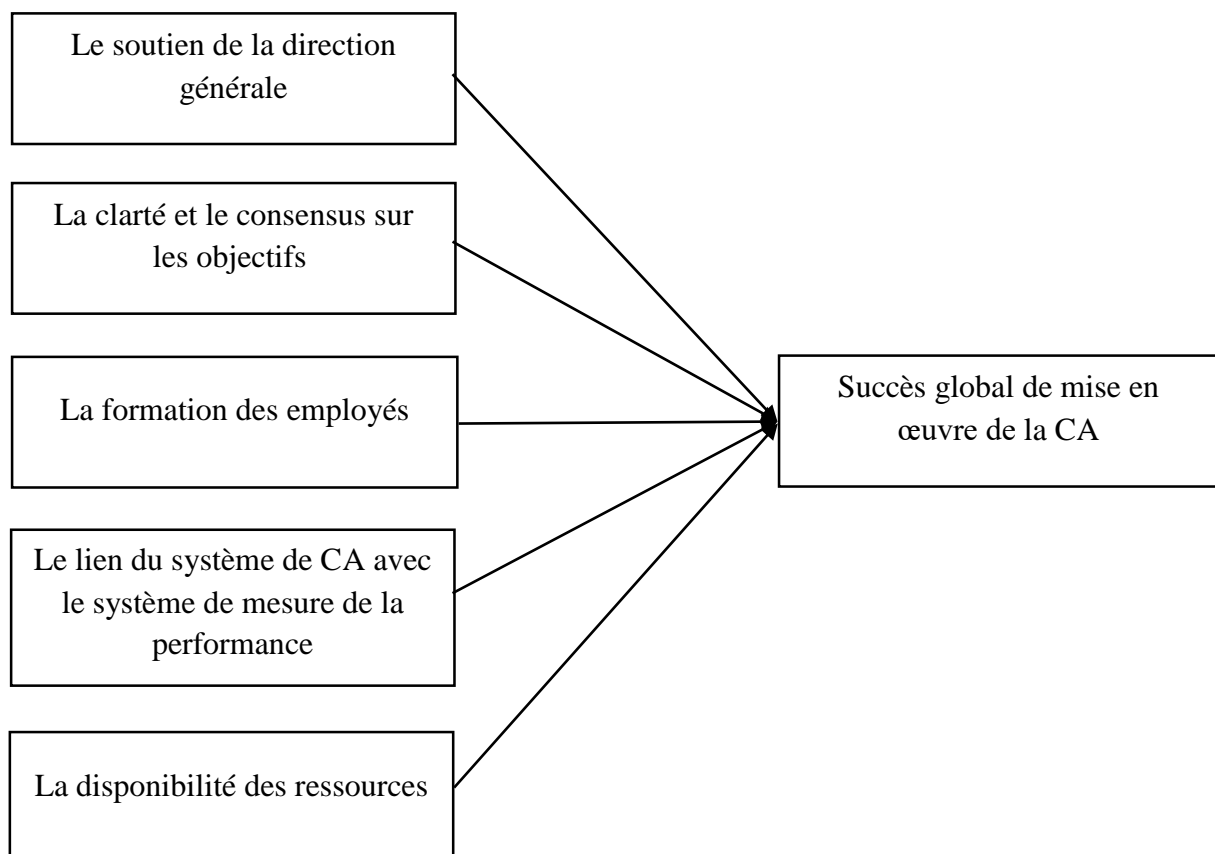 Le soutien de la direction
générale
La clarté et le consensus sur
les objectifs
La formation des employés
Le lien du système de CA avec
le système de mesure de la
performance
La disponibilité des ressources
Succès global de mise en
œuvre de la CA